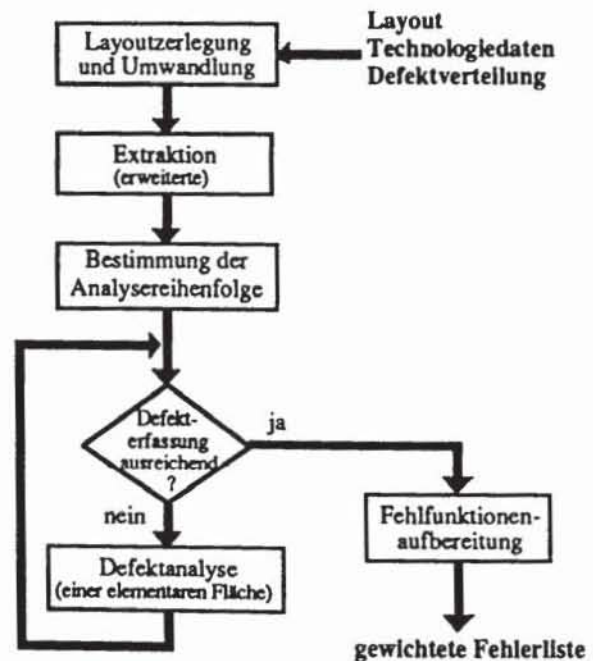 Layout
Technologiedaten
Defektverteilung
Layoutzerlegung
und Umwandlung
Extraktion
(erweiterte)
Bestimmung der
Analysereihenfolge
Defekt-
erfassung
ausreichend
?
ja
nein
Defektanalyse
(einer elementaren Fläche)
Fehlfunktionen-
aufbereitung
gewichtete Fehlerliste